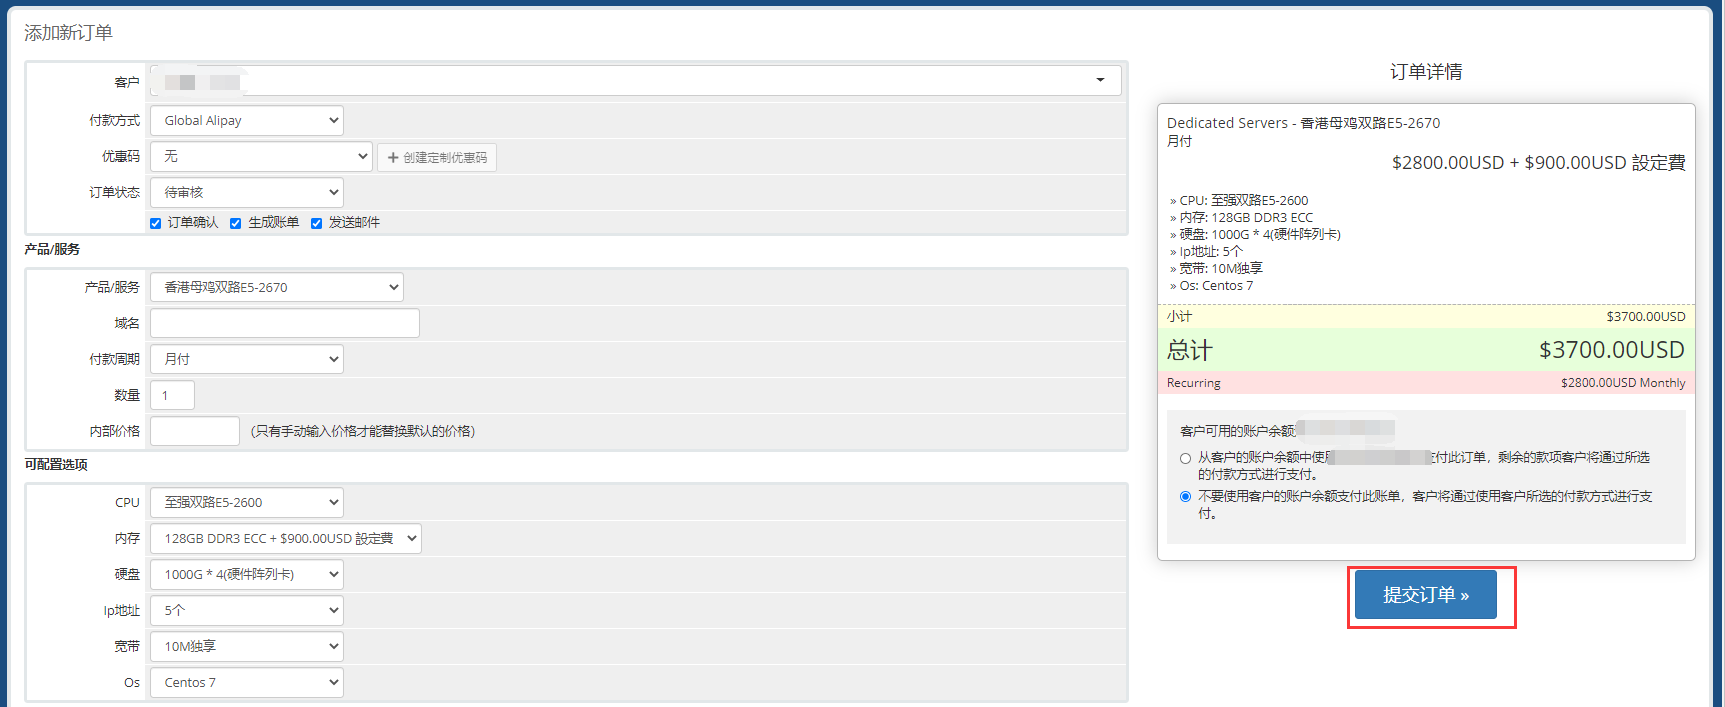 添加新订单
客户
付款方式 Global Alipay
优惠码 无 + 创建定制优惠码
订单状态 待审核
订单确认 生成账单 发送邮件
产品/服务
产品/服务 香港母鸡双路E5-2670
域名
付款周期 月付
数量 1
内部价格 (只有手动输入价格才能替换默认的价格)
可配置选项
CPU 至强双路E5-2600
内存 128GB DDR3 ECC + $900.00USD 設定費
硬盘 1000G * 4(硬件阵列卡)
Ip地址 5个
宽带 10M独享
Os Centos 7
订单详情
Dedicated Servers - 香港母鸡双路E5-2670
月付
$2800.00USD + $900.00USD 設定費
» CPU: 至强双路E5-2600
» 内存: 128GB DDR3 ECC
» 硬盘: 1000G * 4(硬件阵列卡)
» Ip地址: 5个
» 宽带: 10M独享
» Os: Centos 7
小计 $3700.00USD
总计 $3700.00USD
Recurring $2800.00USD Monthly
客户可用的账户余额
从客户的账户余额中使用 支付此订单，剩余的款项客户将通过所选
的付款方式进行支付。
不要使用客户的账户余额支付此账单，客户将通过使用客户所选的付款方式进行支
付。
提交订单 »